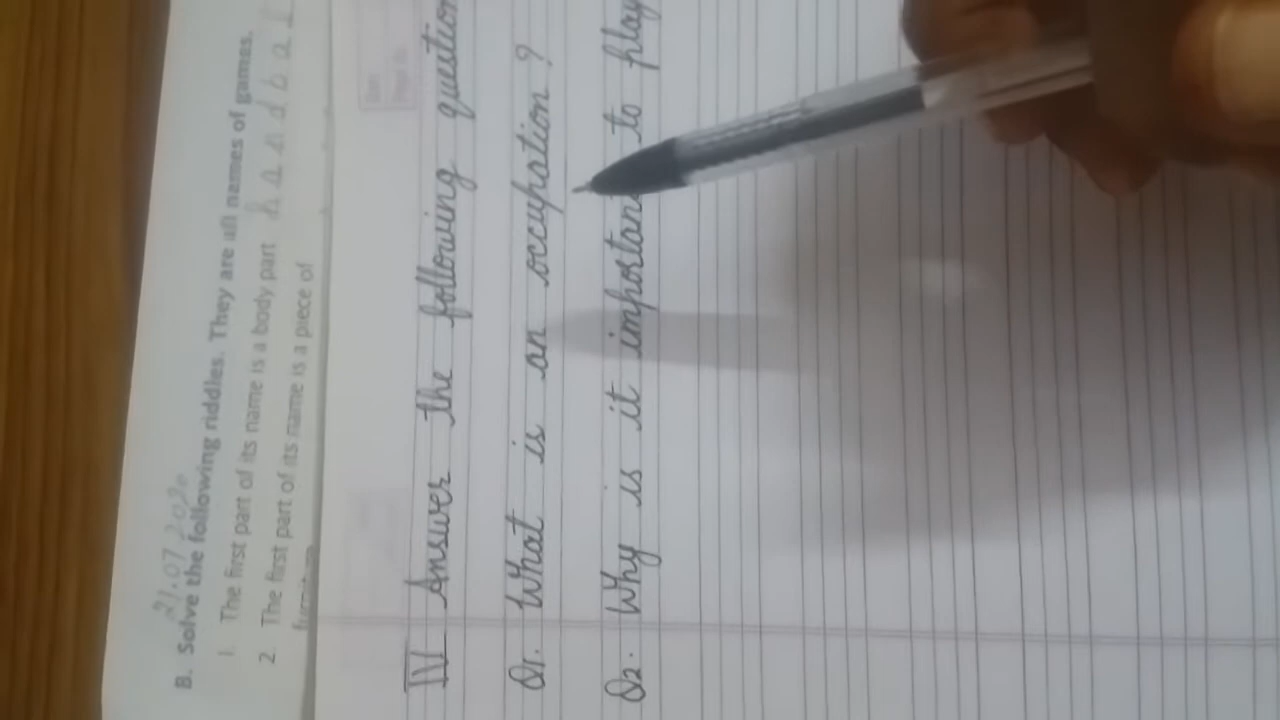 21.07.2020
B. Solve the following riddles. They are all names of games.
1. The first part of its name is a body part h a n d b a l
2. The first part of its name is a piece of
IV Answer the following question
Q1. What is an occupation?
Q2. Why is it important to play